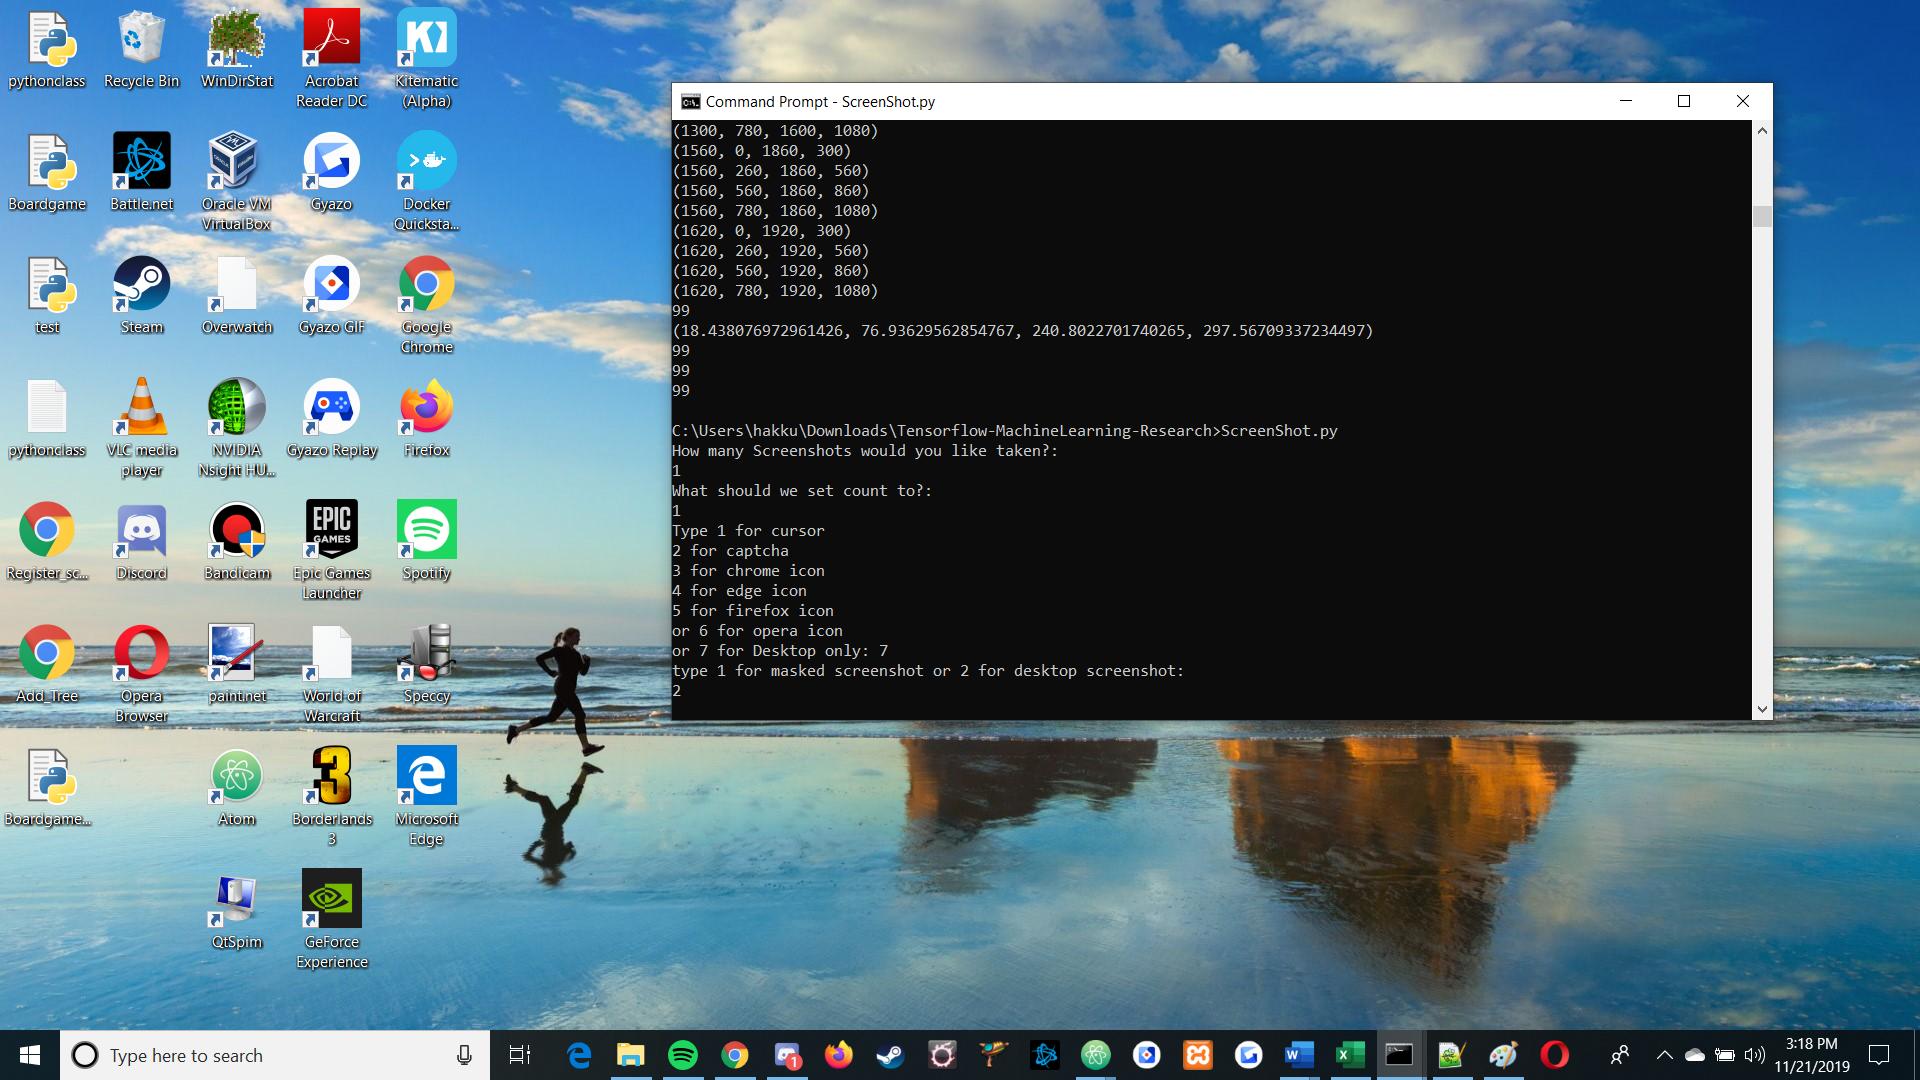 pythonclass
Recycle Bin
WinDirStat
Acrobat
Reader DC
Kitematic
(Alpha)
Boardgame
Battle.net
Oracle VM
VirtualBox
Gyazo
Docker
Quicksta...
test
Steam
Overwatch
Gyazo GIF
Google
Chrome
pythonclass
VLC media
player
NVIDIA
Nsight HU...
Gyazo Replay
Firefox
Register_sc...
Discord
Bandicam
EPIC
GAMES
Epic Games
Launcher
Spotify
Add_Tree
Opera
Browser
paint.net
World of
Warcraft
Speccy
Boardgame...
Atom
3
Borderlands
3
Microsoft
Edge
QtSpim
GeForce
Experience
Command Prompt - ScreenShot.py
(1300, 780, 1600, 1080)
(1560, 0, 1860, 300)
(1560, 260, 1860, 560)
(1560, 560, 1860, 860)
(1560, 780, 1860, 1080)
(1620, 0, 1920, 300)
(1620, 260, 1920, 560)
(1620, 560, 1920, 860)
(1620, 780, 1920, 1080)
99
(18.438076972961426, 76.93629562854767, 240.8022701740265, 297.56709337234497)
99
99
99
C:\Users\hakku\Downloads\Tensorflow-MachineLearning-Research>ScreenShot.py
How many Screenshots would you like taken?:
1
What should we set count to?:
1
Type 1 for cursor
2 for captcha
3 for chrome icon
4 for edge icon
5 for firefox icon
or 6 for opera icon
or 7 for Desktop only: 7
type 1 for masked screenshot or 2 for desktop screenshot:
2
Type here to search
1
3:18 PM
11/21/2019